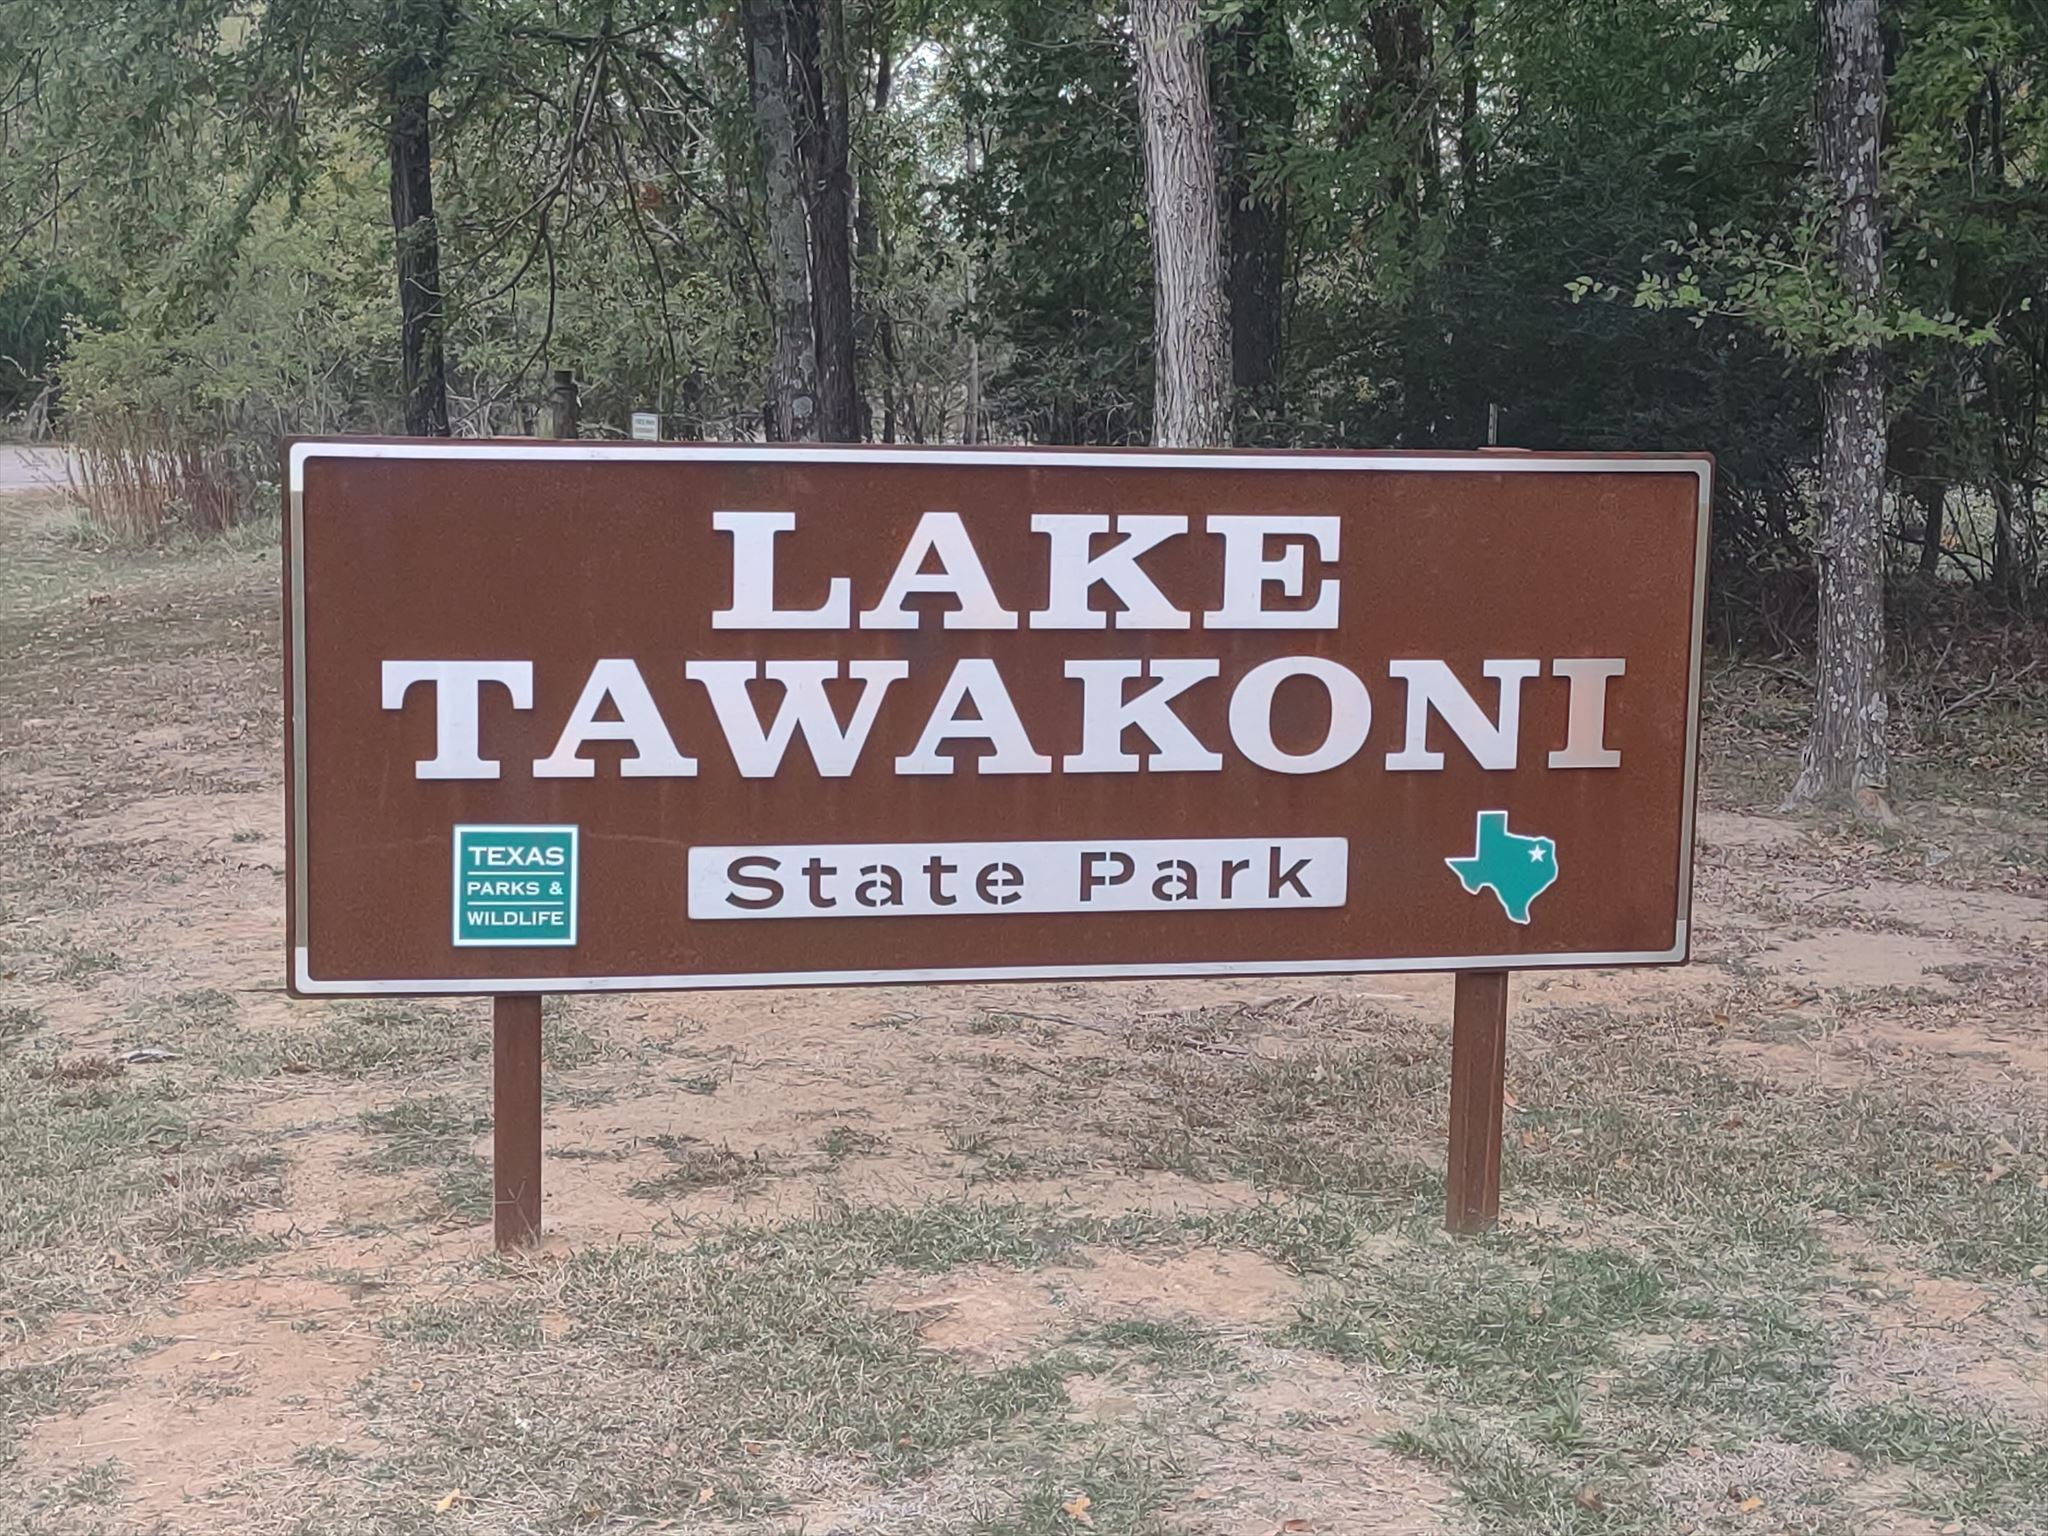 LAKE
TAWAKONI
TEXAS
PARKS &
WILDLIFE
State Park